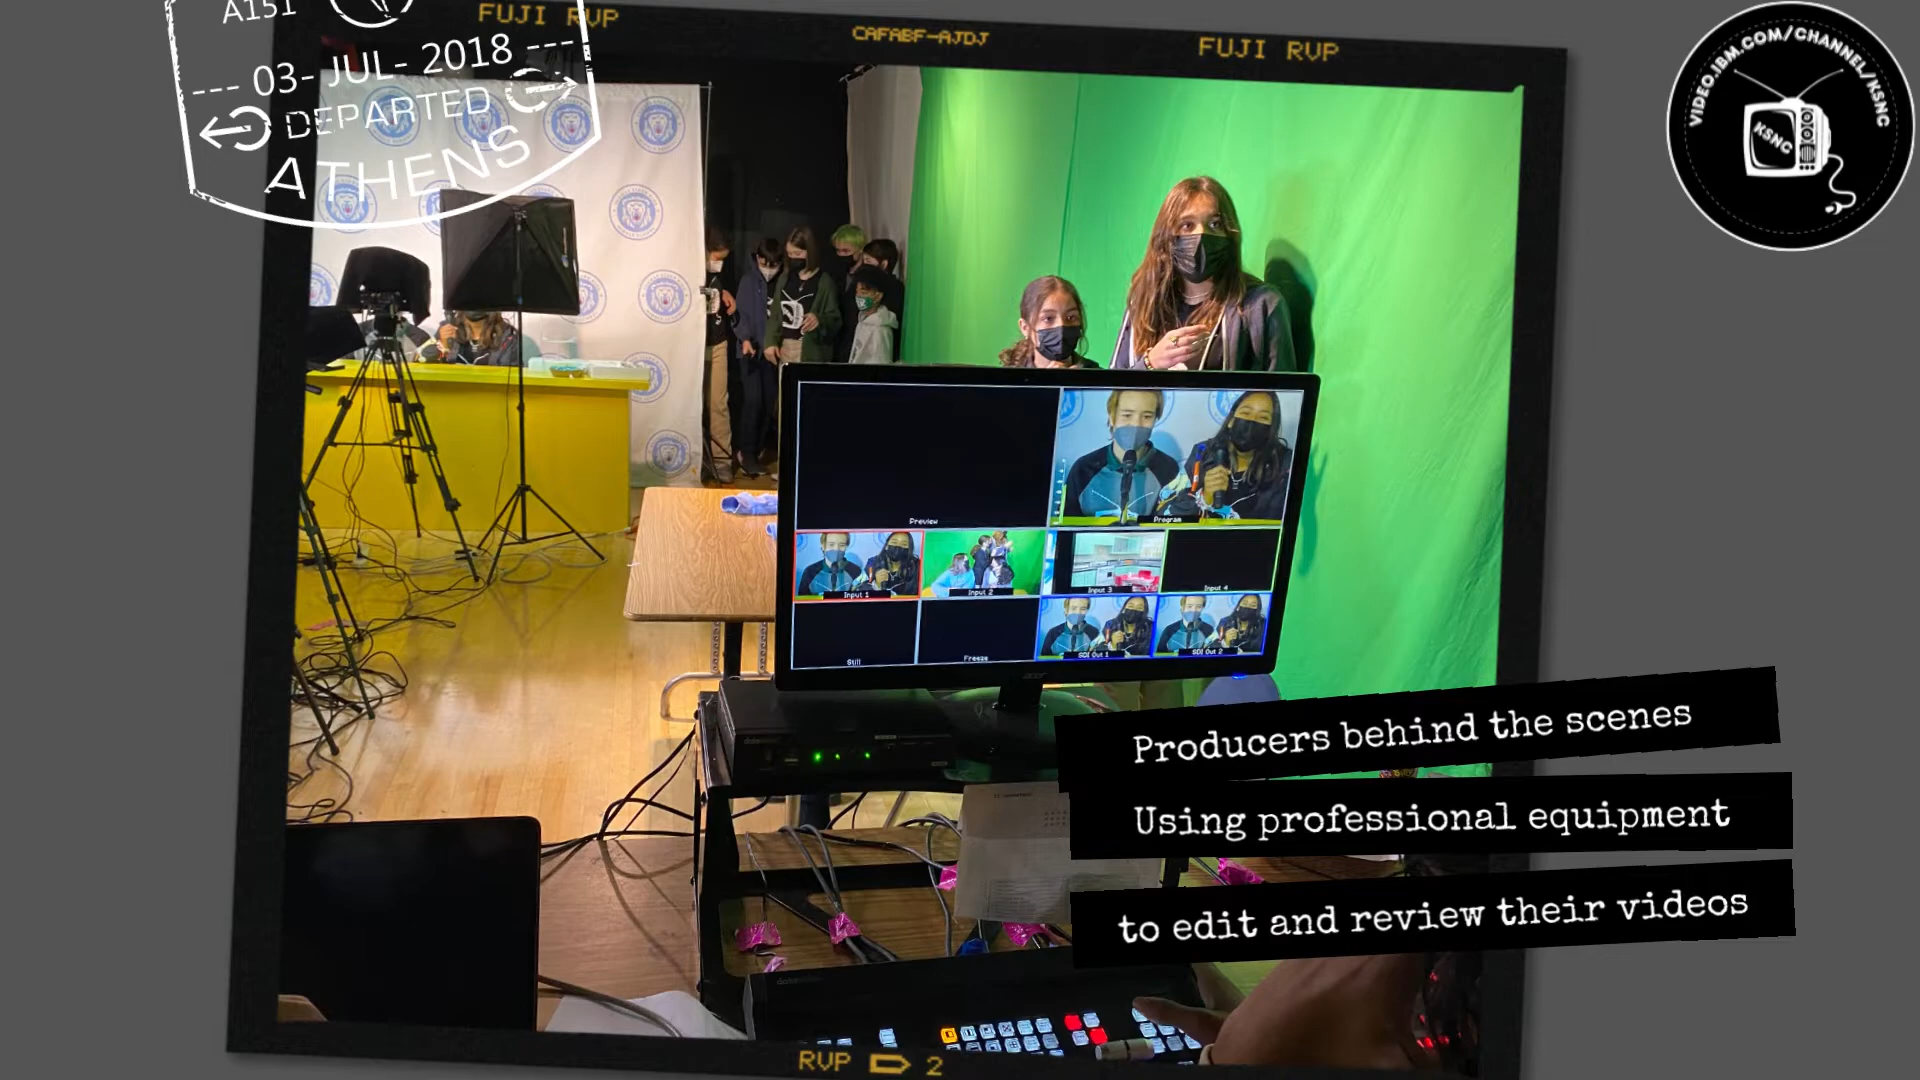 A151
--- 03- JUL- 2018 ---
DEPARTED
ATHENS
FUJI RVP
CAFABF-AJDJ
FUJI RVP
VIDEO.IBM.COM/CHANNEL/KSNC
KSNC
Preview
Program
Input 1
Input 2
Input 3
Input 4
Still
Freeze
SDI Out 1
SDI Out 2
acer
Producers behind the scenes
Using professional equipment
to edit and review their videos
RVP
2